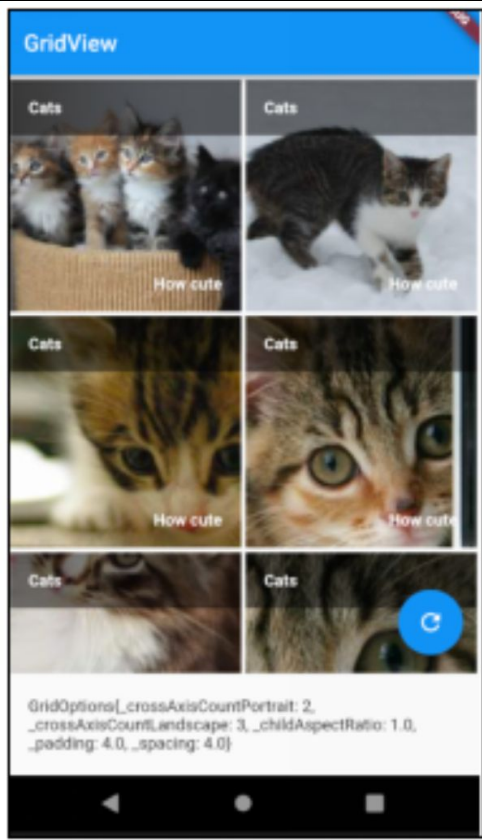 GridView
Cats
Cats
How cute
How cute
Cats
Cats
How cute
How cute
Cats
Cats
GridOptions{_crossAxisCountPortrait: 2,
_crossAxisCountLandscape: 3, _childAspectRatio: 1.0,
_padding: 4.0, _spacing: 4.0}